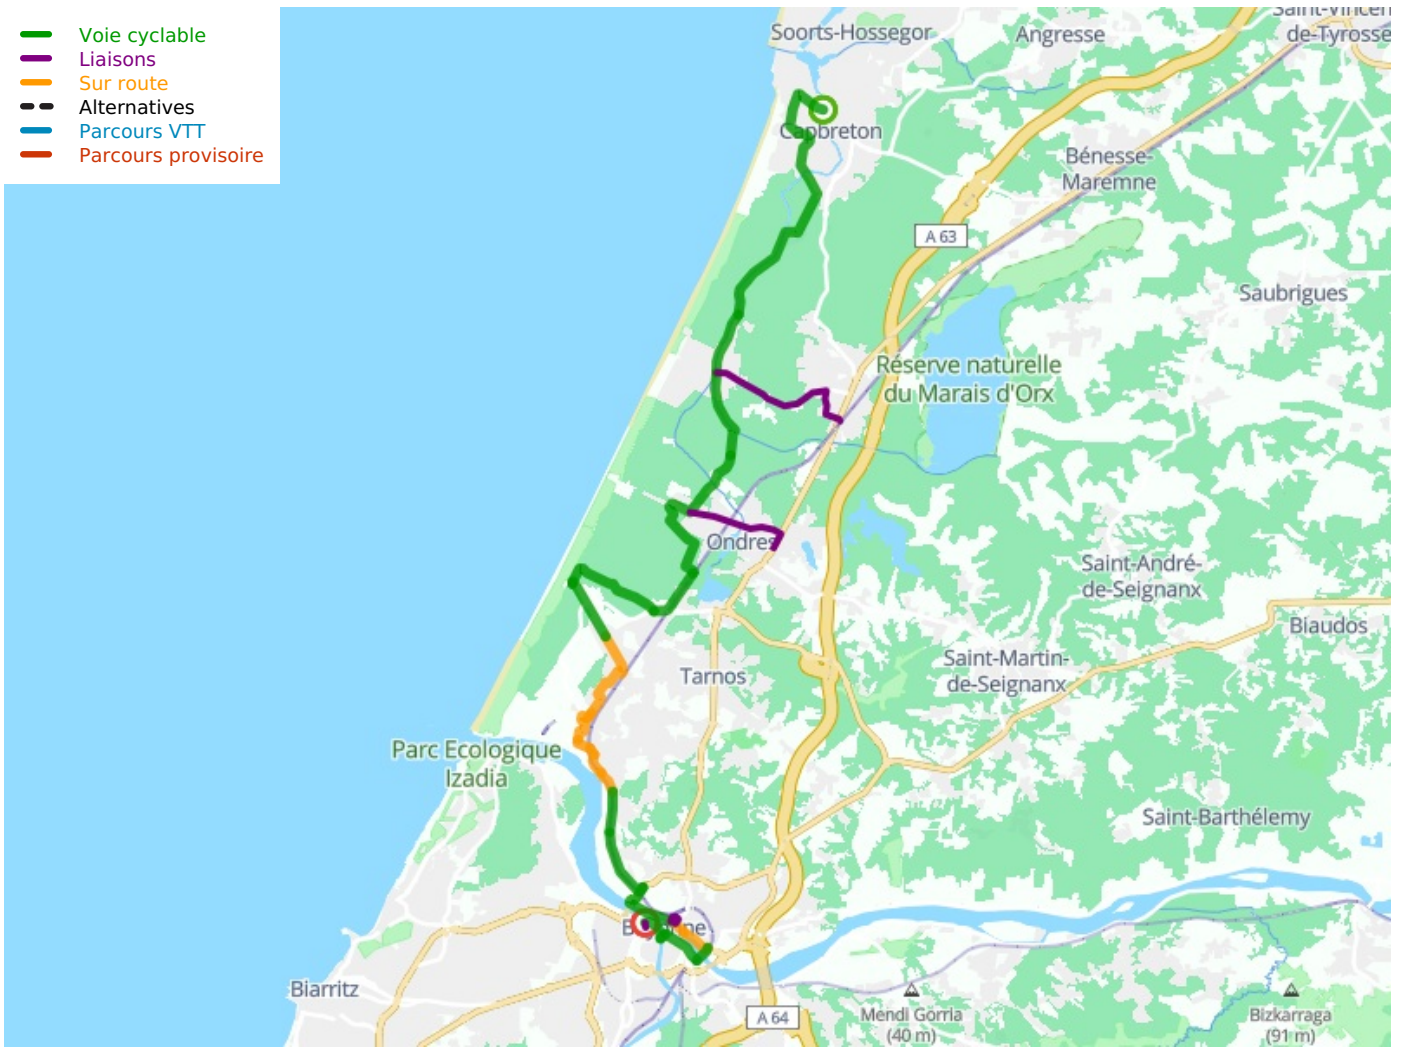 Voie cyclable
Liaisons
Sur route
Alternatives
Parcours VTT
Parcours provisoire
Soorts-Hossegor
Angresse
de-Tyrosse
Capbreton
Bénesse-
Maremne
A 63
Saubrigues
Réserve naturelle
du Marais d'Orx
Ondres
Saint-André-
de-Seignanx
Biaudos
Saint-Martin-
de-Seignanx
Tarnos
Parc Ecologique
Izadia
Saint-Barthélemy
Biarritz
A 64
Mendi Gorria
(40 m)
Bizkarraga
(91 m)